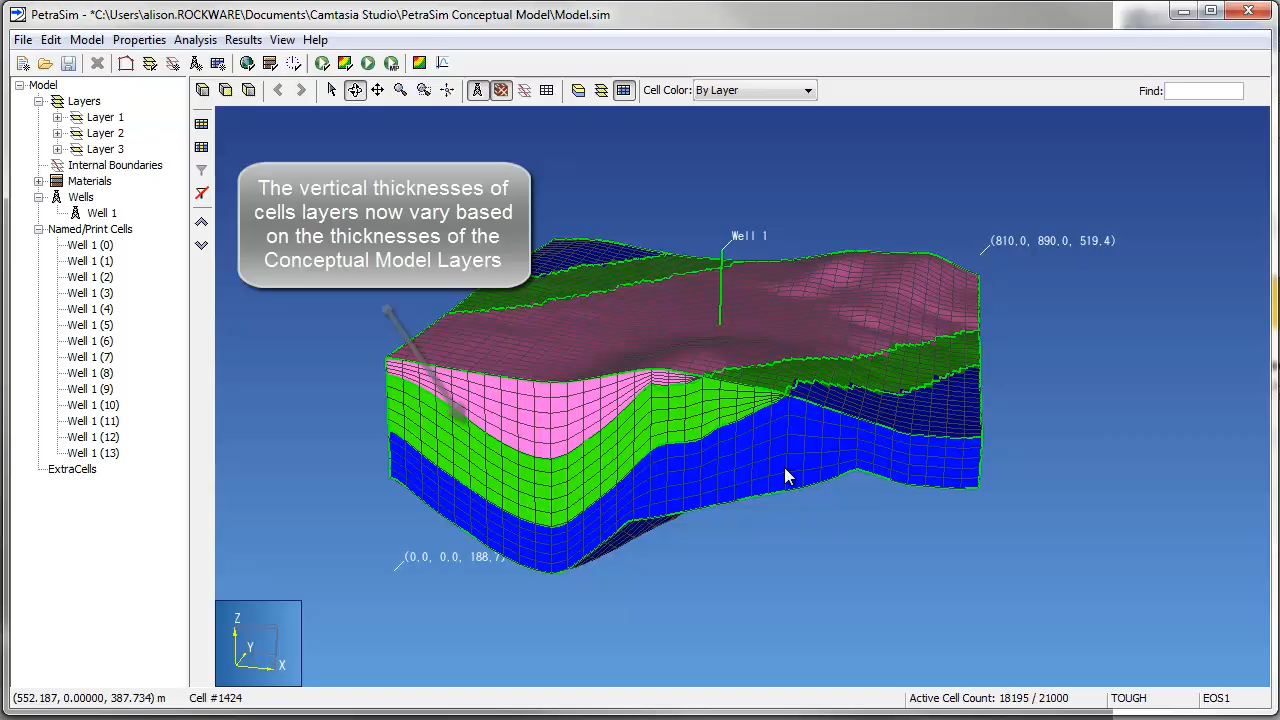 PetraSim - *C:\Users\alison.ROCKWARE\Documents\Camtasia Studio\PetraSim Conceptual Model\Model.sim
File Edit Model Properties Analysis Results View Help
Cell Color: By Layer Find:
Model
Layers
Layer 1
Layer 2
Layer 3
Internal Boundaries
Materials
Wells
Well 1
Named/Print Cells
Well 1 (0)
Well 1 (1)
Well 1 (2)
Well 1 (3)
Well 1 (4)
Well 1 (5)
Well 1 (6)
Well 1 (7)
Well 1 (8)
Well 1 (9)
Well 1 (10)
Well 1 (11)
Well 1 (12)
Well 1 (13)
ExtraCells
The vertical thicknesses of
cells layers now vary based
on the thicknesses of the
Conceptual Model Layers
Well 1
(810.0, 890.0, 519.4)
(0.0, 0.0, 188.7)
Z
Y
X
(552.187, 0.00000, 387.734) m Cell #1424 Active Cell Count: 18195 / 21000 TOUGH EOS1